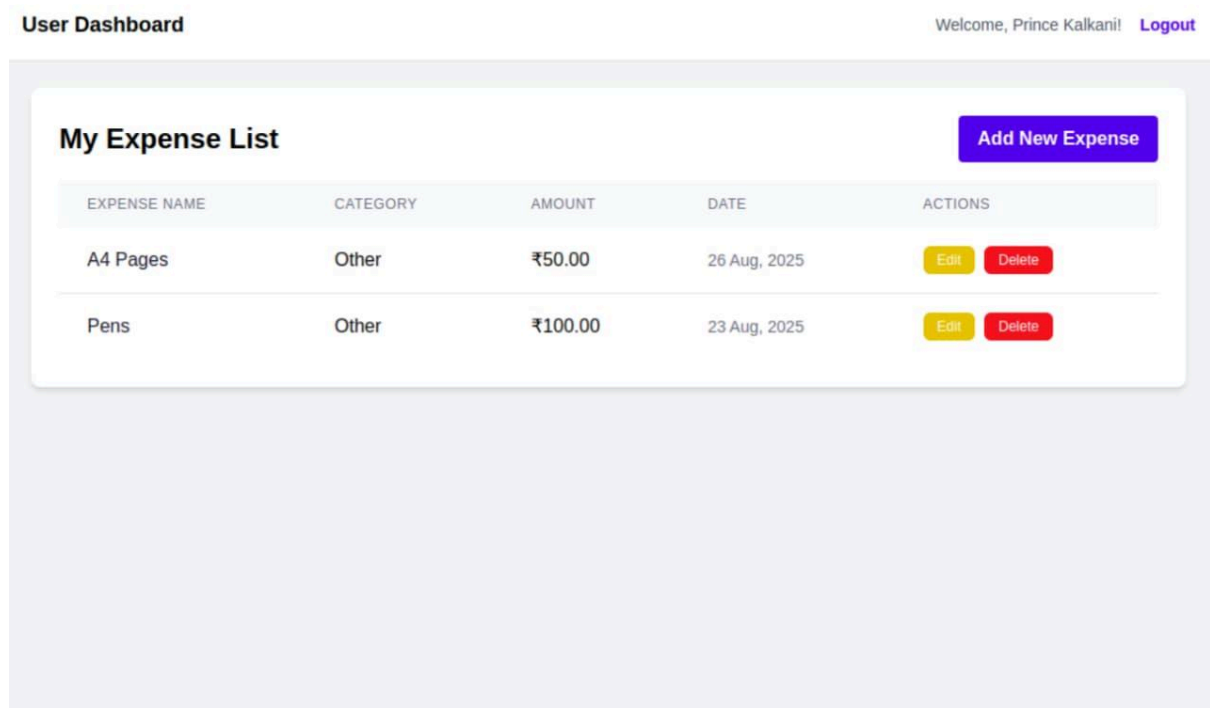 User Dashboard Welcome, Prince Kalkani! Logout
My Expense List Add New Expense
EXPENSE NAME CATEGORY AMOUNT DATE ACTIONS
A4 Pages Other ₹50.00 26 Aug, 2025 Edit Delete
Pens Other ₹100.00 23 Aug, 2025 Edit Delete